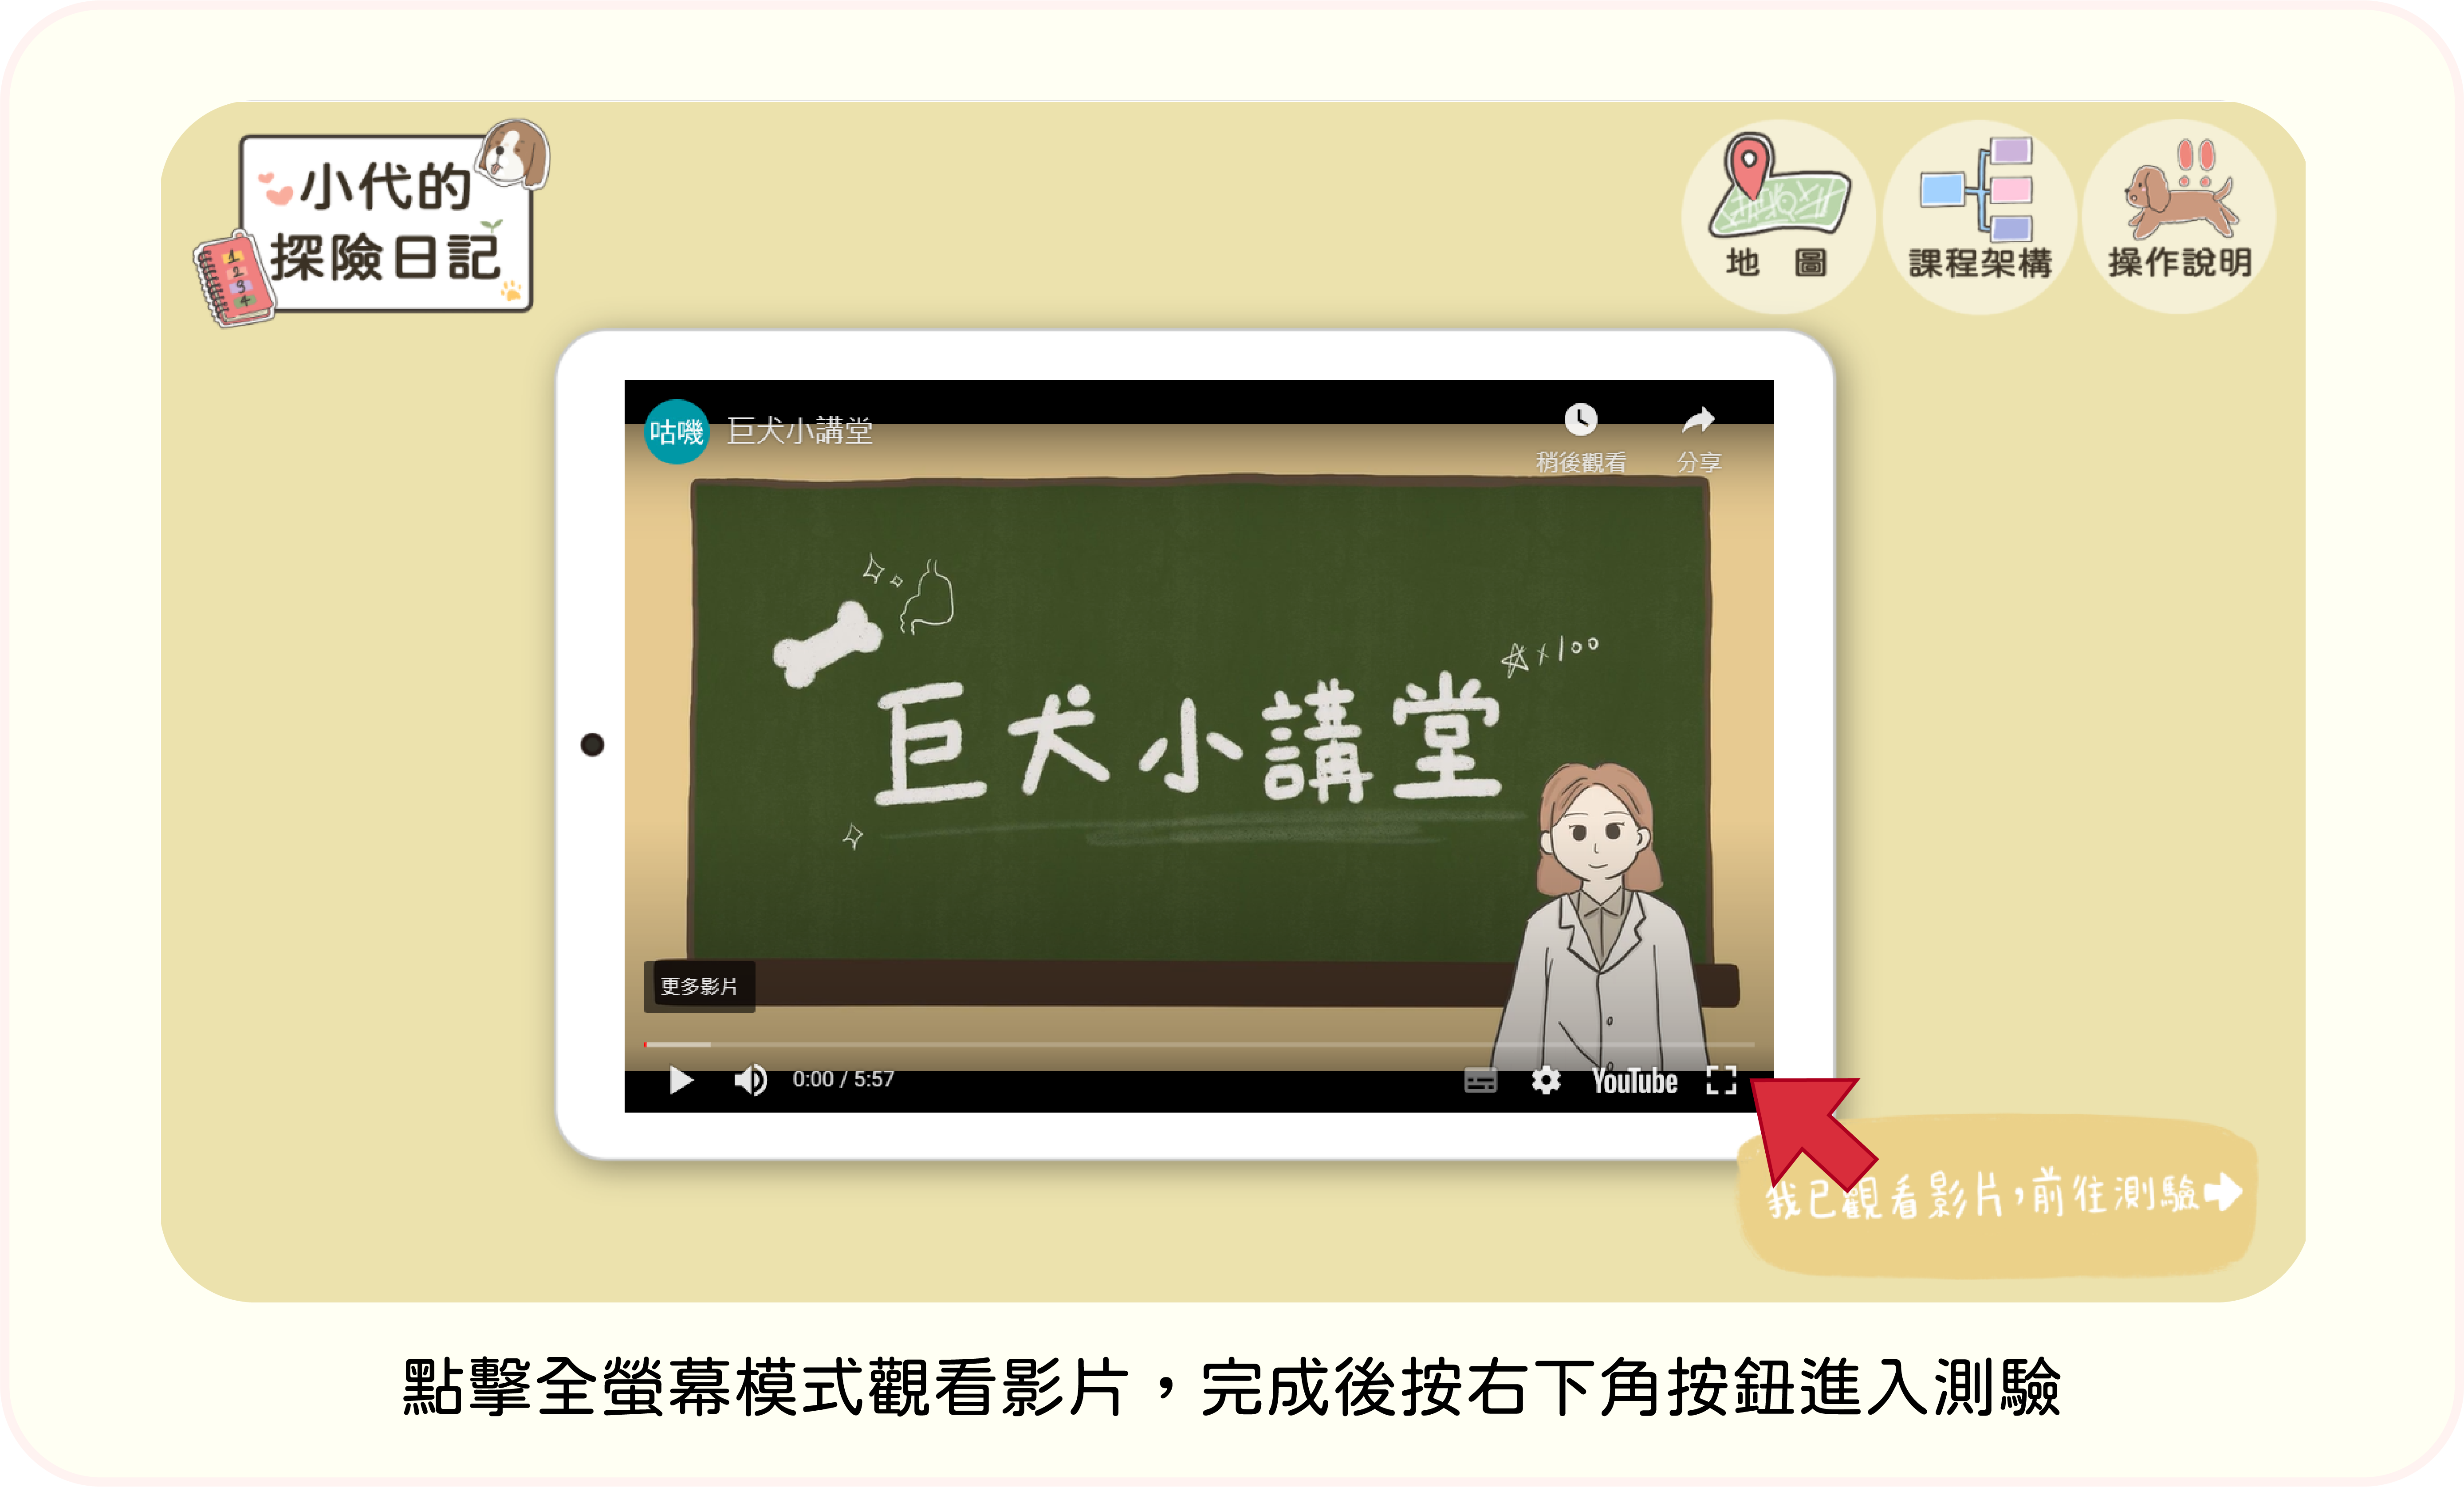 小代的
探險日記
1
2
3
4
地 圖
課程架構
操作說明
咕嘰
巨犬小講堂
稍後觀看
分享
☆×100
巨犬小講堂
更多影片
0:00 / 5:57
YouTube
我已觀看影片,前往測驗
點擊全螢幕模式觀看影片，完成後按右下角按鈕進入測驗